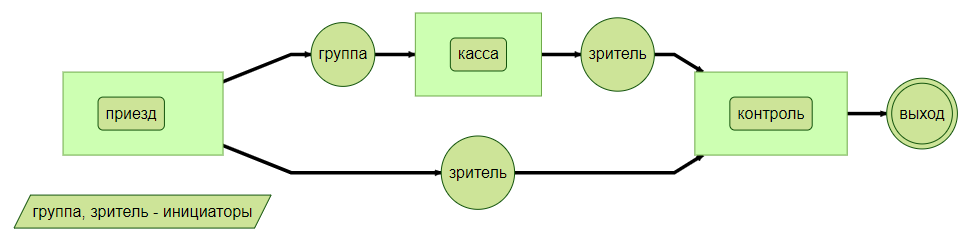 группа
касса
зритель
приезд
контроль
выход
зритель
группа, зритель - инициаторы